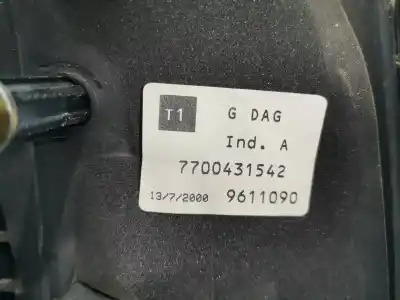 T1 G DAG
Ind. A
7700431542
13/7/2000 9611090